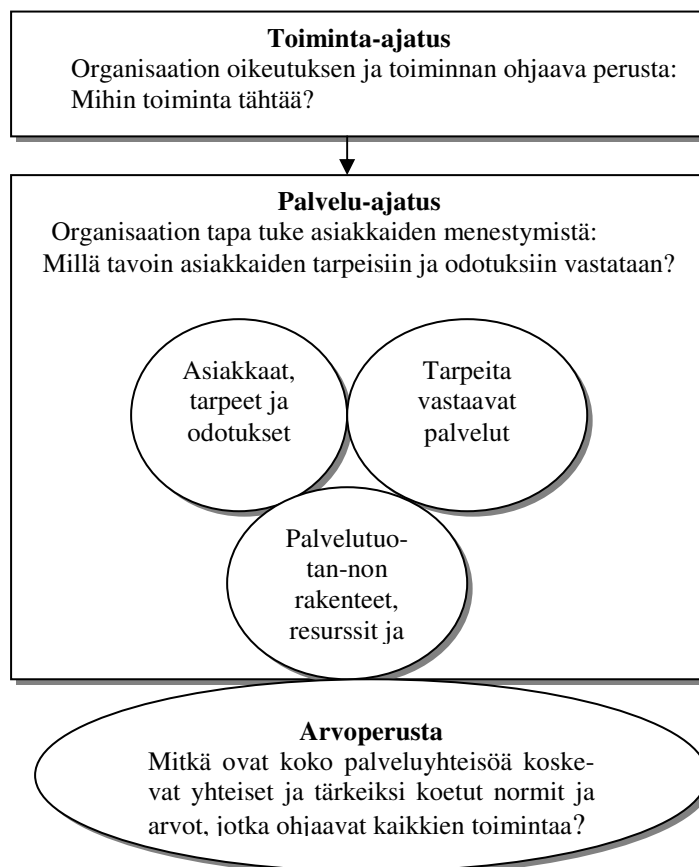 Toiminta-ajatus
Organisaation oikeutuksen ja toiminnan ohjaava perusta:
Mihin toiminta tähtää?
Palvelu-ajatus
Organisaation tapa tuke asiakkaiden menestymistä:
Millä tavoin asiakkaiden tarpeisiin ja odotuksiin vastataan?
Asiakkaat,
tarpeet ja
odotukset
Tarpeita
vastaavat
palvelut
Palvelutuo-
tan-non
rakenteet,
resurssit ja
Arvoperusta
Mitkä ovat koko palveluyhteisöä koske-
vat yhteiset ja tärkeiksi koetut normit ja
arvot, jotka ohjaavat kaikkien toimintaa?